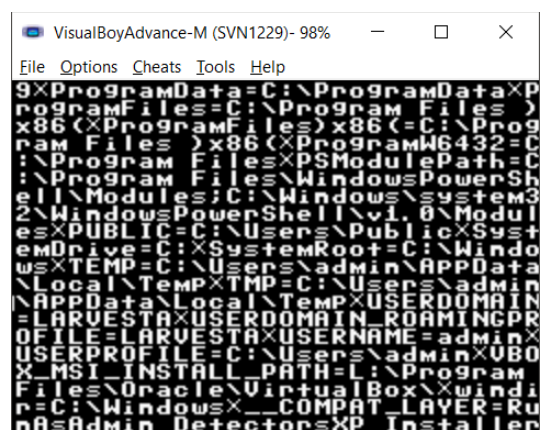 VisualBoyAdvance-M (SVN1229)- 98%
File Options Cheats Tools Help
9×ProgramData=C:\ProgramData×P
rogramFiles=C:\Program Files )
x86(×ProgramFiles)x86(=C:\Prog
ram Files )x86(×ProgramW6432=C
:\Program Files×PSModulePath=C
:\Program Files\WindowsPowerSh
ell\Modules;C:\Windows\system3
2\WindowsPowerShell\v1.0\Modul
es×PUBLIC=C:\Users\Public×Syst
emDrive=C:×SystemRoot=C:\Windo
ws×TEMP=C:\Users\admin\APPData
\Local\Temp×TMP=C:\Users\admin
\APPData\Local\Temp×USERDOMAIN
=LARVESTA×USERDOMAIN_ROAMINGPR
OFILE=LARVESTA×USERNAME=admin×
USERPROFILE=C:\Users\admin×VBO
X_MSI_INSTALL_PATH=L:\Program
Files\Oracle\VirtualBox\×windi
r=C:\Windows×__COMPAT_LAYER=Ru
nAsAdmin DetectorsXP Installer